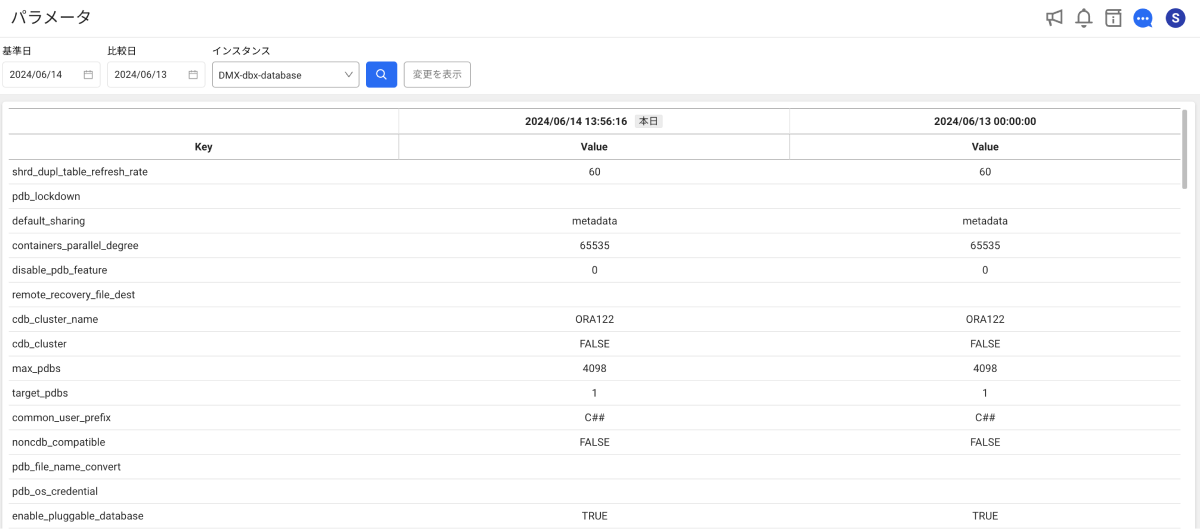 パラメータ
S
基準日 比較日 インスタンス
2024/06/14 2024/06/13 DMX-dbx-database 変更を表示
2024/06/14 13:56:16 本日 2024/06/13 00:00:00
Key Value Value
shrd_dupl_table_refresh_rate 60 60
pdb_lockdown
default_sharing metadata metadata
containers_parallel_degree 65535 65535
disable_pdb_feature 0 0
remote_recovery_file_dest
cdb_cluster_name ORA122 ORA122
cdb_cluster FALSE FALSE
max_pdbs 4098 4098
target_pdbs 1 1
common_user_prefix C## C##
noncdb_compatible FALSE FALSE
pdb_file_name_convert
pdb_os_credential
enable_pluggable_database TRUE TRUE